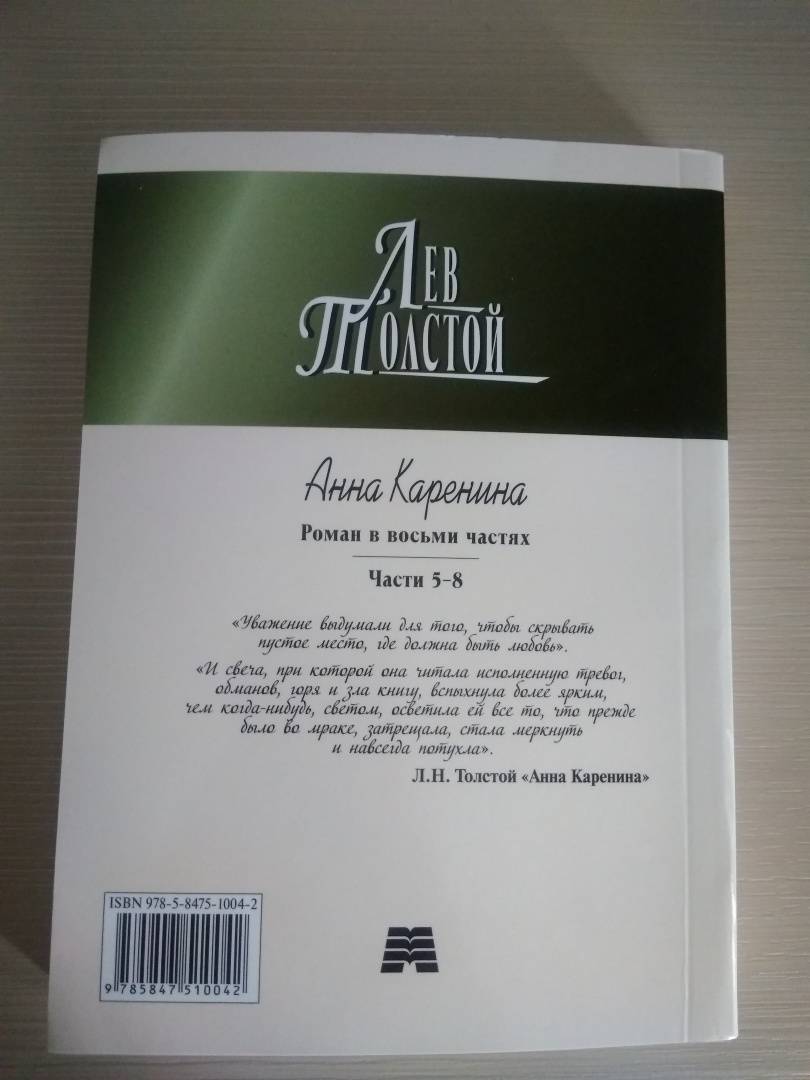 Лев
Толстой
Анна Каренина
Роман в восьми частях
Части 5–8
«Уважение выдумали для того, чтобы скрывать
пустое место, где должна быть любовь».
«И свеча, при которой она читала исполненную тревог,
обманов, горя и зла книгу, вспыхнула более ярким,
чем когда-нибудь, светом, осветила ей все то, что прежде
было во мраке, затрещала, стала меркнуть
и навсегда потухла».
Л.Н. Толстой «Анна Каренина»
ISBN 978-5-8475-1004-2
9 785847 510042